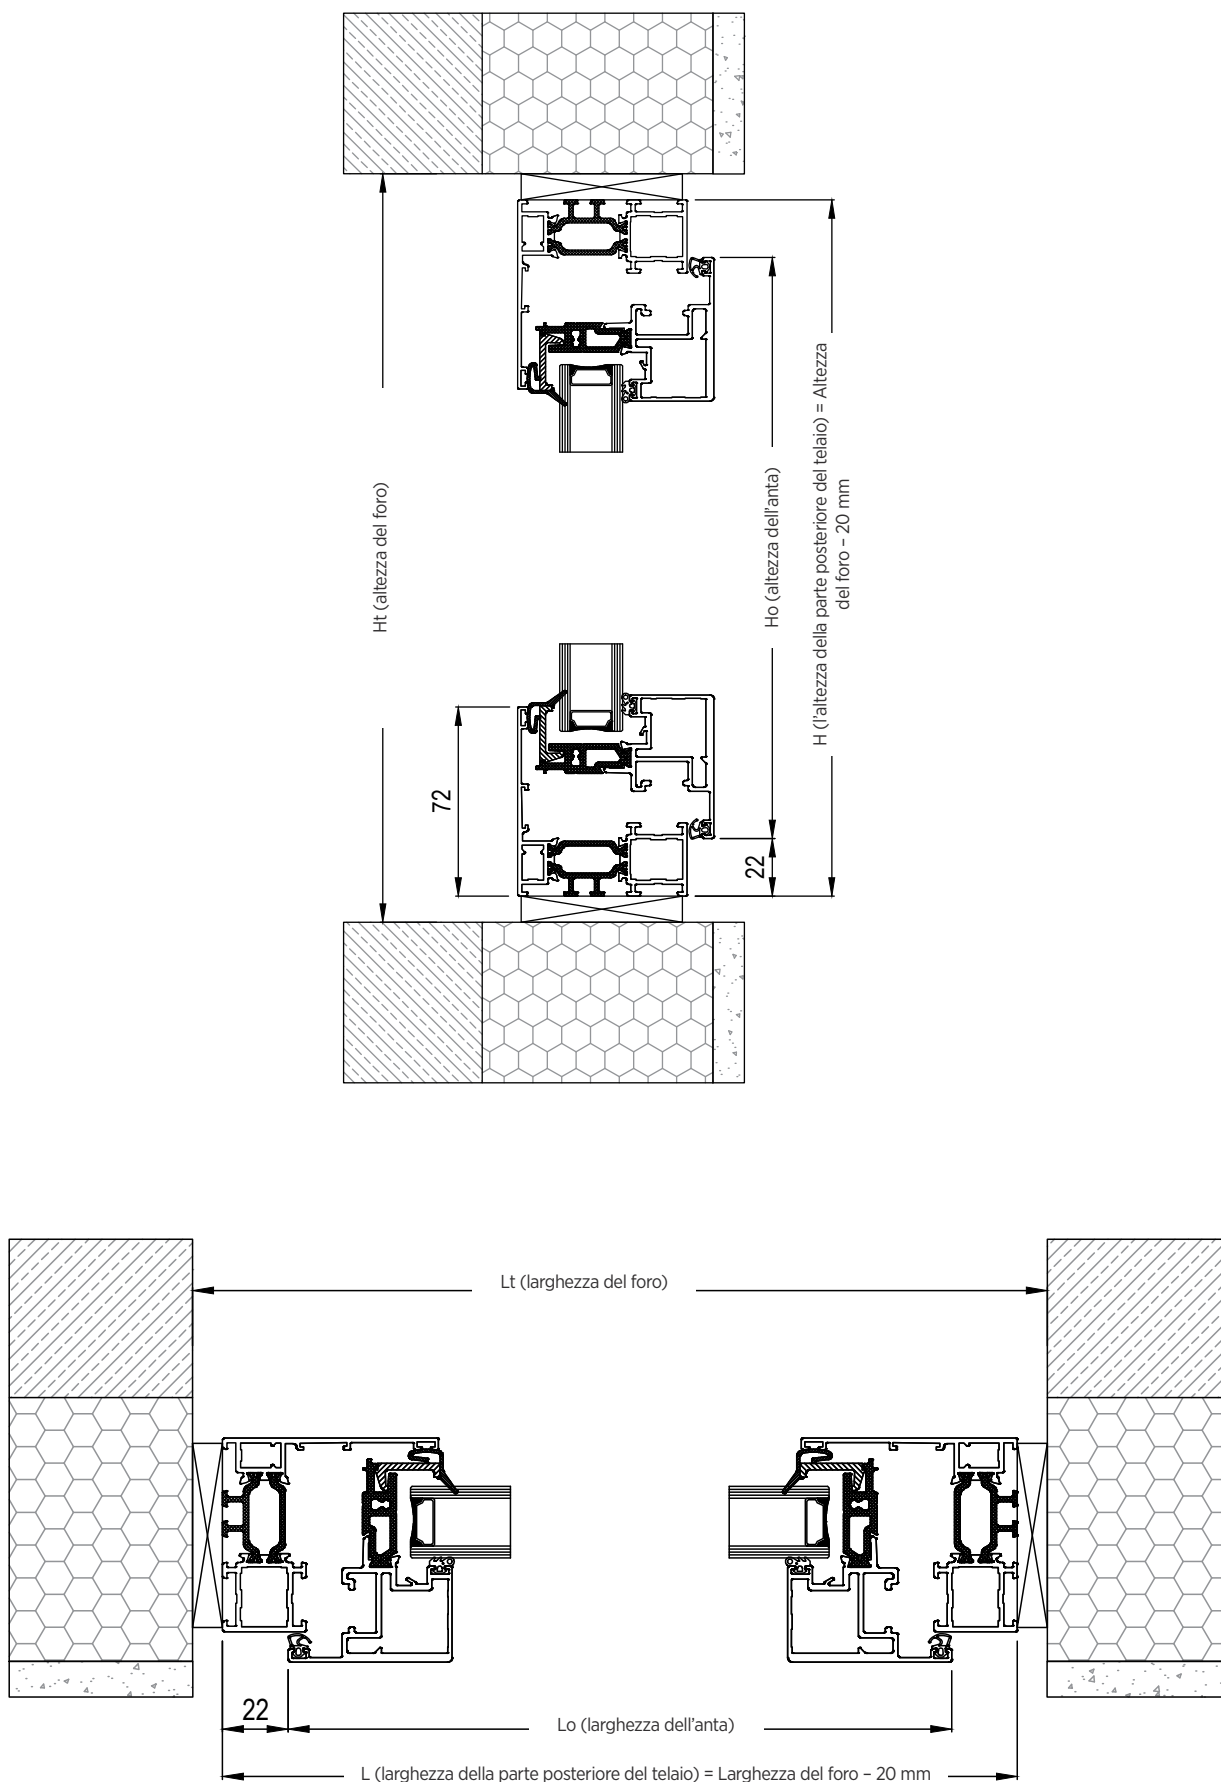 Ht (altezza del foro)
Ho (altezza dell'anta)
H (l'altezza della parte posteriore del telaio) = Altezza
del foro – 20 mm
72
22
Lt (larghezza del foro)
22
Lo (larghezza dell'anta)
L (larghezza della parte posteriore del telaio) = Larghezza del foro – 20 mm